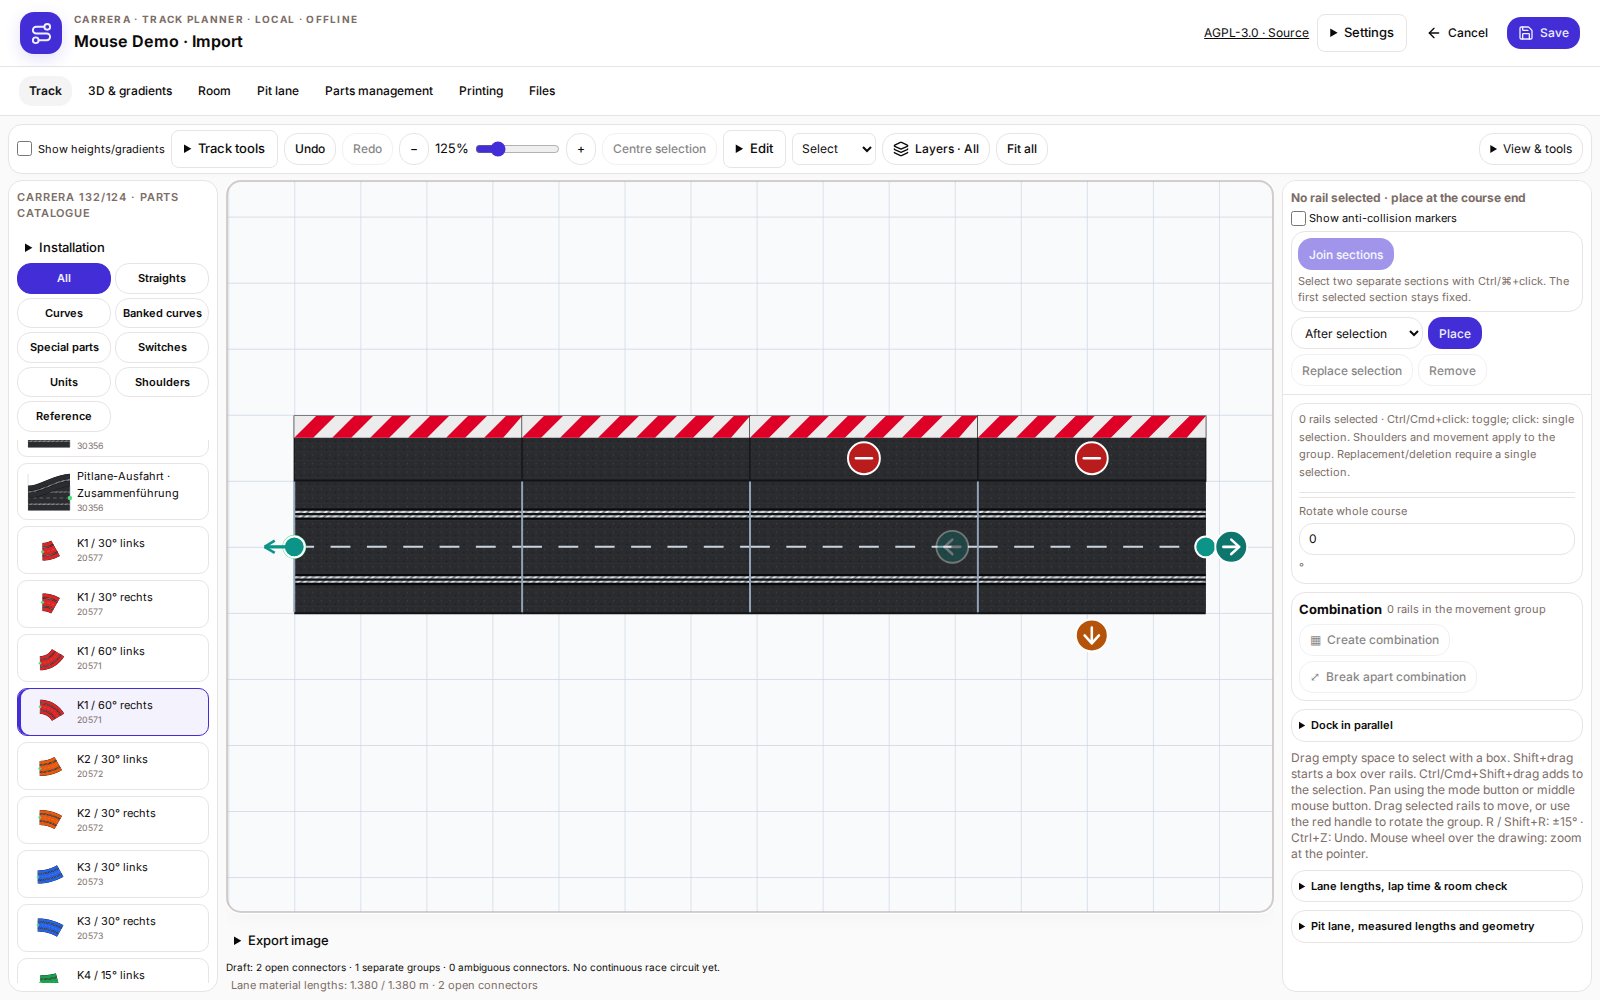 CARRERA · TRACK PLANNER · LOCAL · OFFLINE
Mouse Demo · Import
AGPL-3.0 · Source
Settings
Cancel
Save
Track
3D & gradients
Room
Pit lane
Parts management
Printing
Files
Show heights/gradients
Track tools
Undo
Redo
−
125%
+
Centre selection
Edit
Select
Layers · All
Fit all
View & tools
CARRERA 132/124 · PARTS
CATALOGUE
Installation
All
Straights
Curves
Banked curves
Special parts
Switches
Units
Shoulders
Reference
30356
Pitlane-Ausfahrt ·
Zusammenführung
30356
K1 / 30° links
20577
K1 / 30° rechts
20577
K1 / 60° links
20571
K1 / 60° rechts
20571
K2 / 30° links
20572
K2 / 30° rechts
20572
K3 / 30° links
20573
K3 / 30° rechts
20573
K4 / 15° links
Export image
Draft: 2 open connectors · 1 separate groups · 0 ambiguous connectors. No continuous race circuit yet.
Lane material lengths: 1.380 / 1.380 m · 2 open connectors
No rail selected · place at the course end
Show anti-collision markers
Join sections
Select two separate sections with Ctrl/⌘+click. The
first selected section stays fixed.
After selection
Place
Replace selection
Remove
0 rails selected · Ctrl/Cmd+click: toggle; click: single
selection. Shoulders and movement apply to the
group. Replacement/deletion require a single
selection.
Rotate whole course
0
°
Combination 0 rails in the movement group
Create combination
Break apart combination
Dock in parallel
Drag empty space to select with a box. Shift+drag
starts a box over rails. Ctrl/Cmd+Shift+drag adds to
the selection. Pan using the mode button or middle
mouse button. Drag selected rails to move, or use
the red handle to rotate the group. R / Shift+R: ±15° ·
Ctrl+Z: Undo. Mouse wheel over the drawing: zoom
at the pointer.
Lane lengths, lap time & room check
Pit lane, measured lengths and geometry